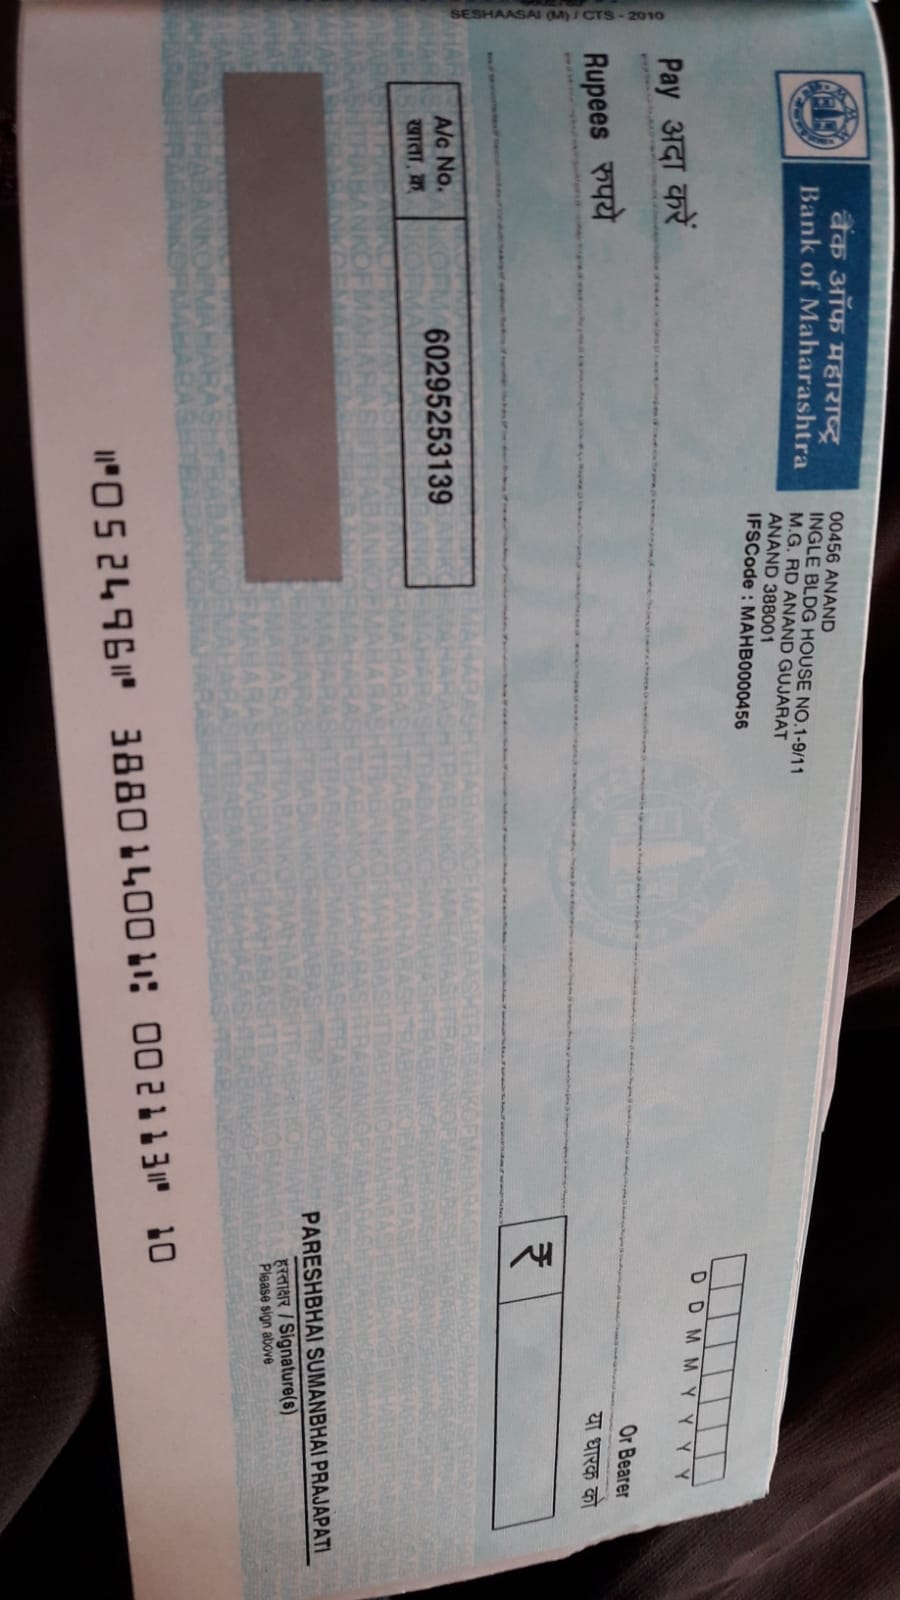 बैंक ऑफ महाराष्ट्र
Bank of Maharashtra
00456 ANAND
INGLE BLDG HOUSE NO.1-9/11
M.G. RD ANAND GUJARAT
ANAND 388001
IFSCode : MAHB0000456
D D M M Y Y Y Y
Pay अदा करें
Or Bearer
या धारक को
Rupees रुपये
₹
A/c No.
खाता. क्र.
60295253139
PARESHBHAI SUMANBHAI PRAJAPATI
हस्ताक्षर / Signature(s)
Please sign above
SESHAASAI (M) / CTS - 2010
⑈052496⑈ 388014001⑆ 002113⑈ 10